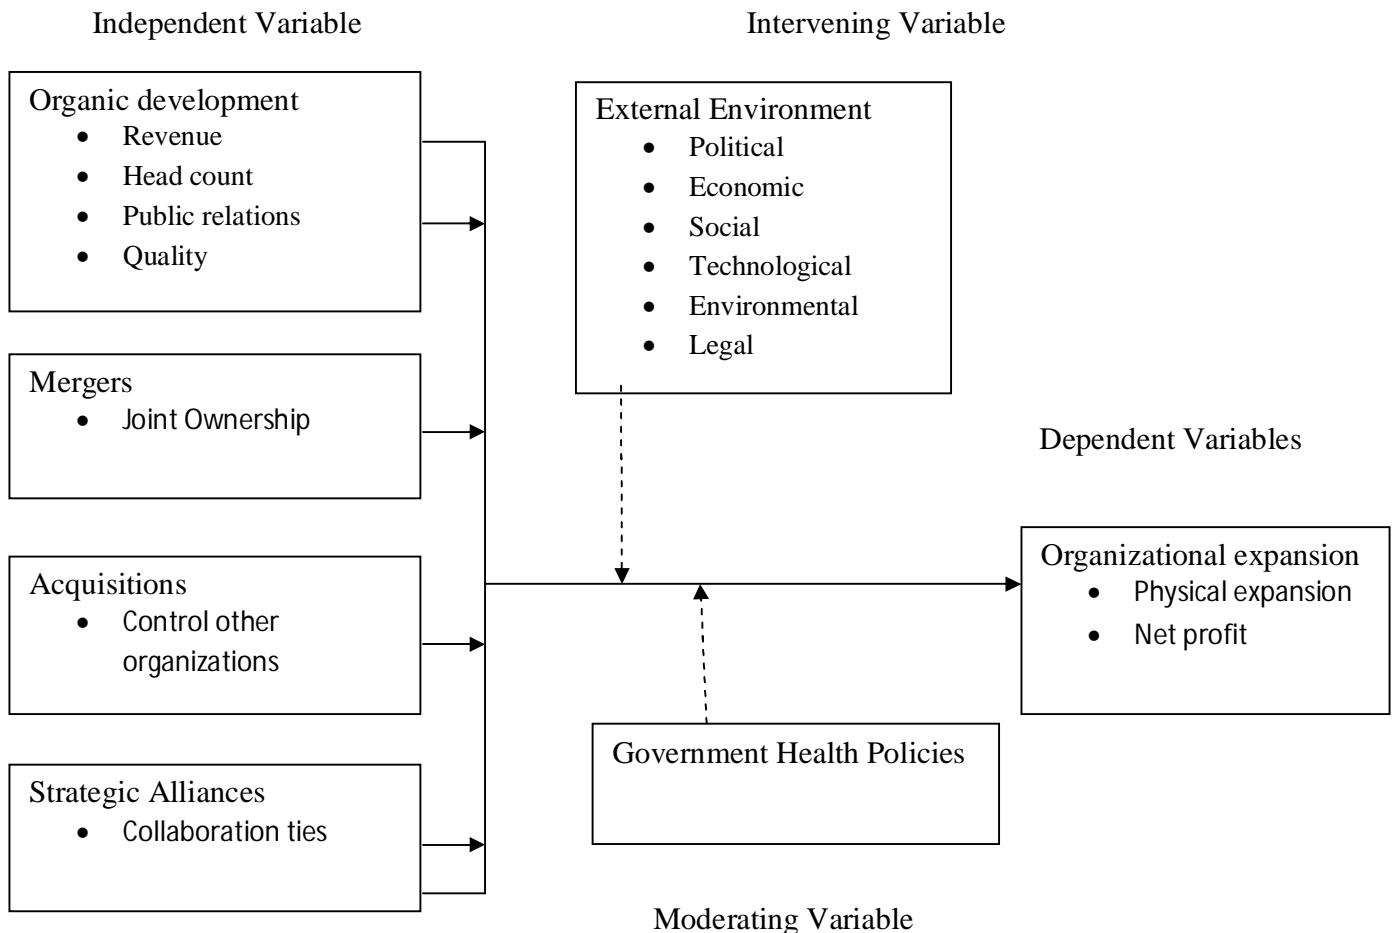 Independent Variable
Intervening Variable
Organic development
• Revenue
• Head count
• Public relations
• Quality
External Environment
• Political
• Economic
• Social
• Technological
• Environmental
• Legal
Mergers
• Joint Ownership
Dependent Variables
Acquisitions
• Control other
organizations
Organizational expansion
• Physical expansion
• Net profit
Government Health Policies
Strategic Alliances
• Collaboration ties
Moderating Variable